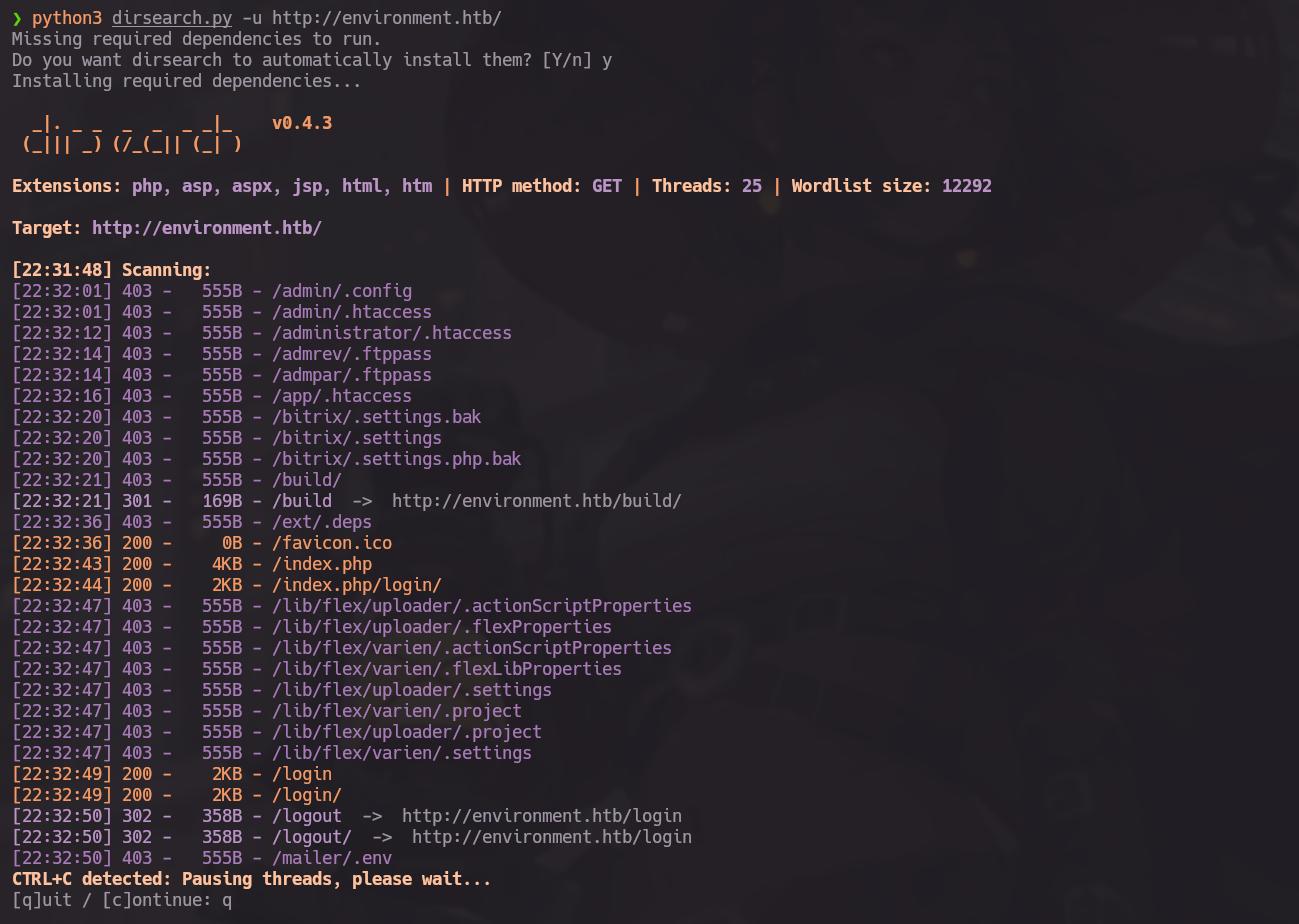 ❯ python3 dirsearch.py -u http://environment.htb/
Missing required dependencies to run.
Do you want dirsearch to automatically install them? [Y/n] y
Installing required dependencies...

  _|. _ _  _  _  _ _|_    v0.4.3
 (_||| _) (/_(_|| (_| )

Extensions: php, asp, aspx, jsp, html, htm | HTTP method: GET | Threads: 25 | Wordlist size: 12292

Target: http://environment.htb/

[22:31:48] Scanning:
[22:32:01] 403 -   555B - /admin/.config
[22:32:01] 403 -   555B - /admin/.htaccess
[22:32:12] 403 -   555B - /administrator/.htaccess
[22:32:14] 403 -   555B - /admrev/.ftppass
[22:32:14] 403 -   555B - /admpar/.ftppass
[22:32:16] 403 -   555B - /app/.htaccess
[22:32:20] 403 -   555B - /bitrix/.settings.bak
[22:32:20] 403 -   555B - /bitrix/.settings
[22:32:20] 403 -   555B - /bitrix/.settings.php.bak
[22:32:21] 403 -   555B - /build/
[22:32:21] 301 -   169B - /build  ->  http://environment.htb/build/
[22:32:36] 403 -   555B - /ext/.deps
[22:32:36] 200 -     0B - /favicon.ico
[22:32:43] 200 -    4KB - /index.php
[22:32:44] 200 -    2KB - /index.php/login/
[22:32:47] 403 -   555B - /lib/flex/uploader/.actionScriptProperties
[22:32:47] 403 -   555B - /lib/flex/uploader/.flexProperties
[22:32:47] 403 -   555B - /lib/flex/varien/.actionScriptProperties
[22:32:47] 403 -   555B - /lib/flex/varien/.flexLibProperties
[22:32:47] 403 -   555B - /lib/flex/uploader/.settings
[22:32:47] 403 -   555B - /lib/flex/varien/.project
[22:32:47] 403 -   555B - /lib/flex/uploader/.project
[22:32:47] 403 -   555B - /lib/flex/varien/.settings
[22:32:49] 200 -    2KB - /login
[22:32:49] 200 -    2KB - /login/
[22:32:50] 302 -   358B - /logout  ->  http://environment.htb/login
[22:32:50] 302 -   358B - /logout/  ->  http://environment.htb/login
[22:32:50] 403 -   555B - /mailer/.env
CTRL+C detected: Pausing threads, please wait...
[q]uit / [c]ontinue: q